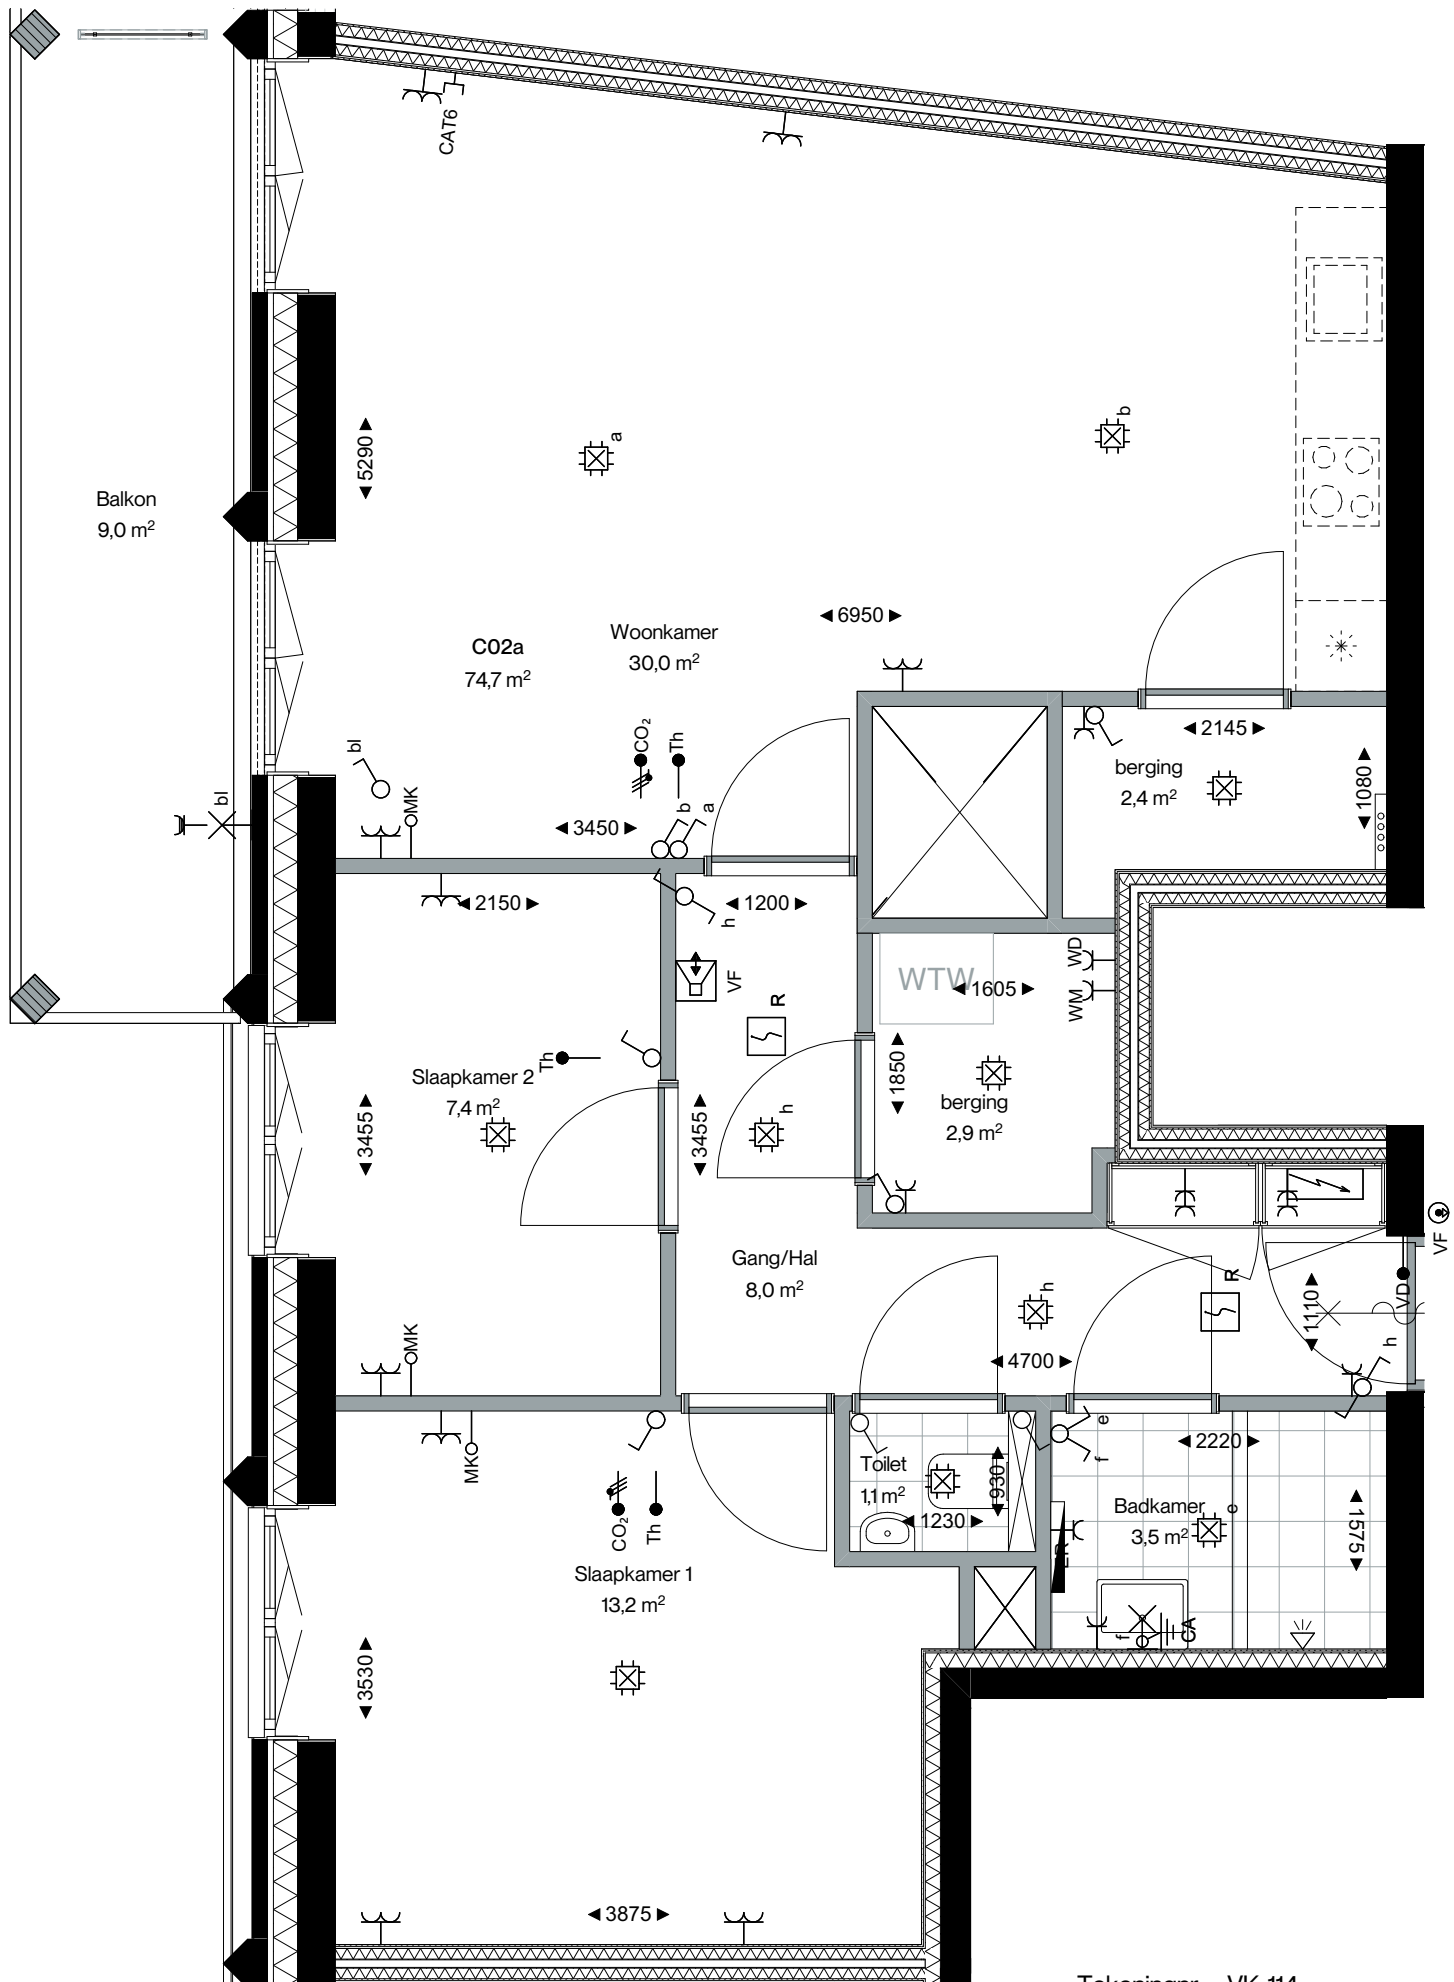 CAT6
a
b
5290
Balkon
9,0 m²
6950
C02a
74,7 m²
Woonkamer
30,0 m²
bl
CO₂
Th
2145
berging
2,4 m²
1080
bl
MK
3450
b
a
2150
1200
h
WTW
1605
WD
WM
VF
R
Th
Slaapkamer 2
7,4 m²
3455
3455
h
1850
berging
2,9 m²
Gang/Hal
8,0 m²
VF
R
VD
1110
h
h
MK
4700
MK
e
f
2220
Toilet
1,1 m²
930
1230
Badkamer
3,5 m²
e
1575
CO₂
Th
Slaapkamer 1
13,2 m²
f
CA
3530
3875
Tekeningnr. VK-114